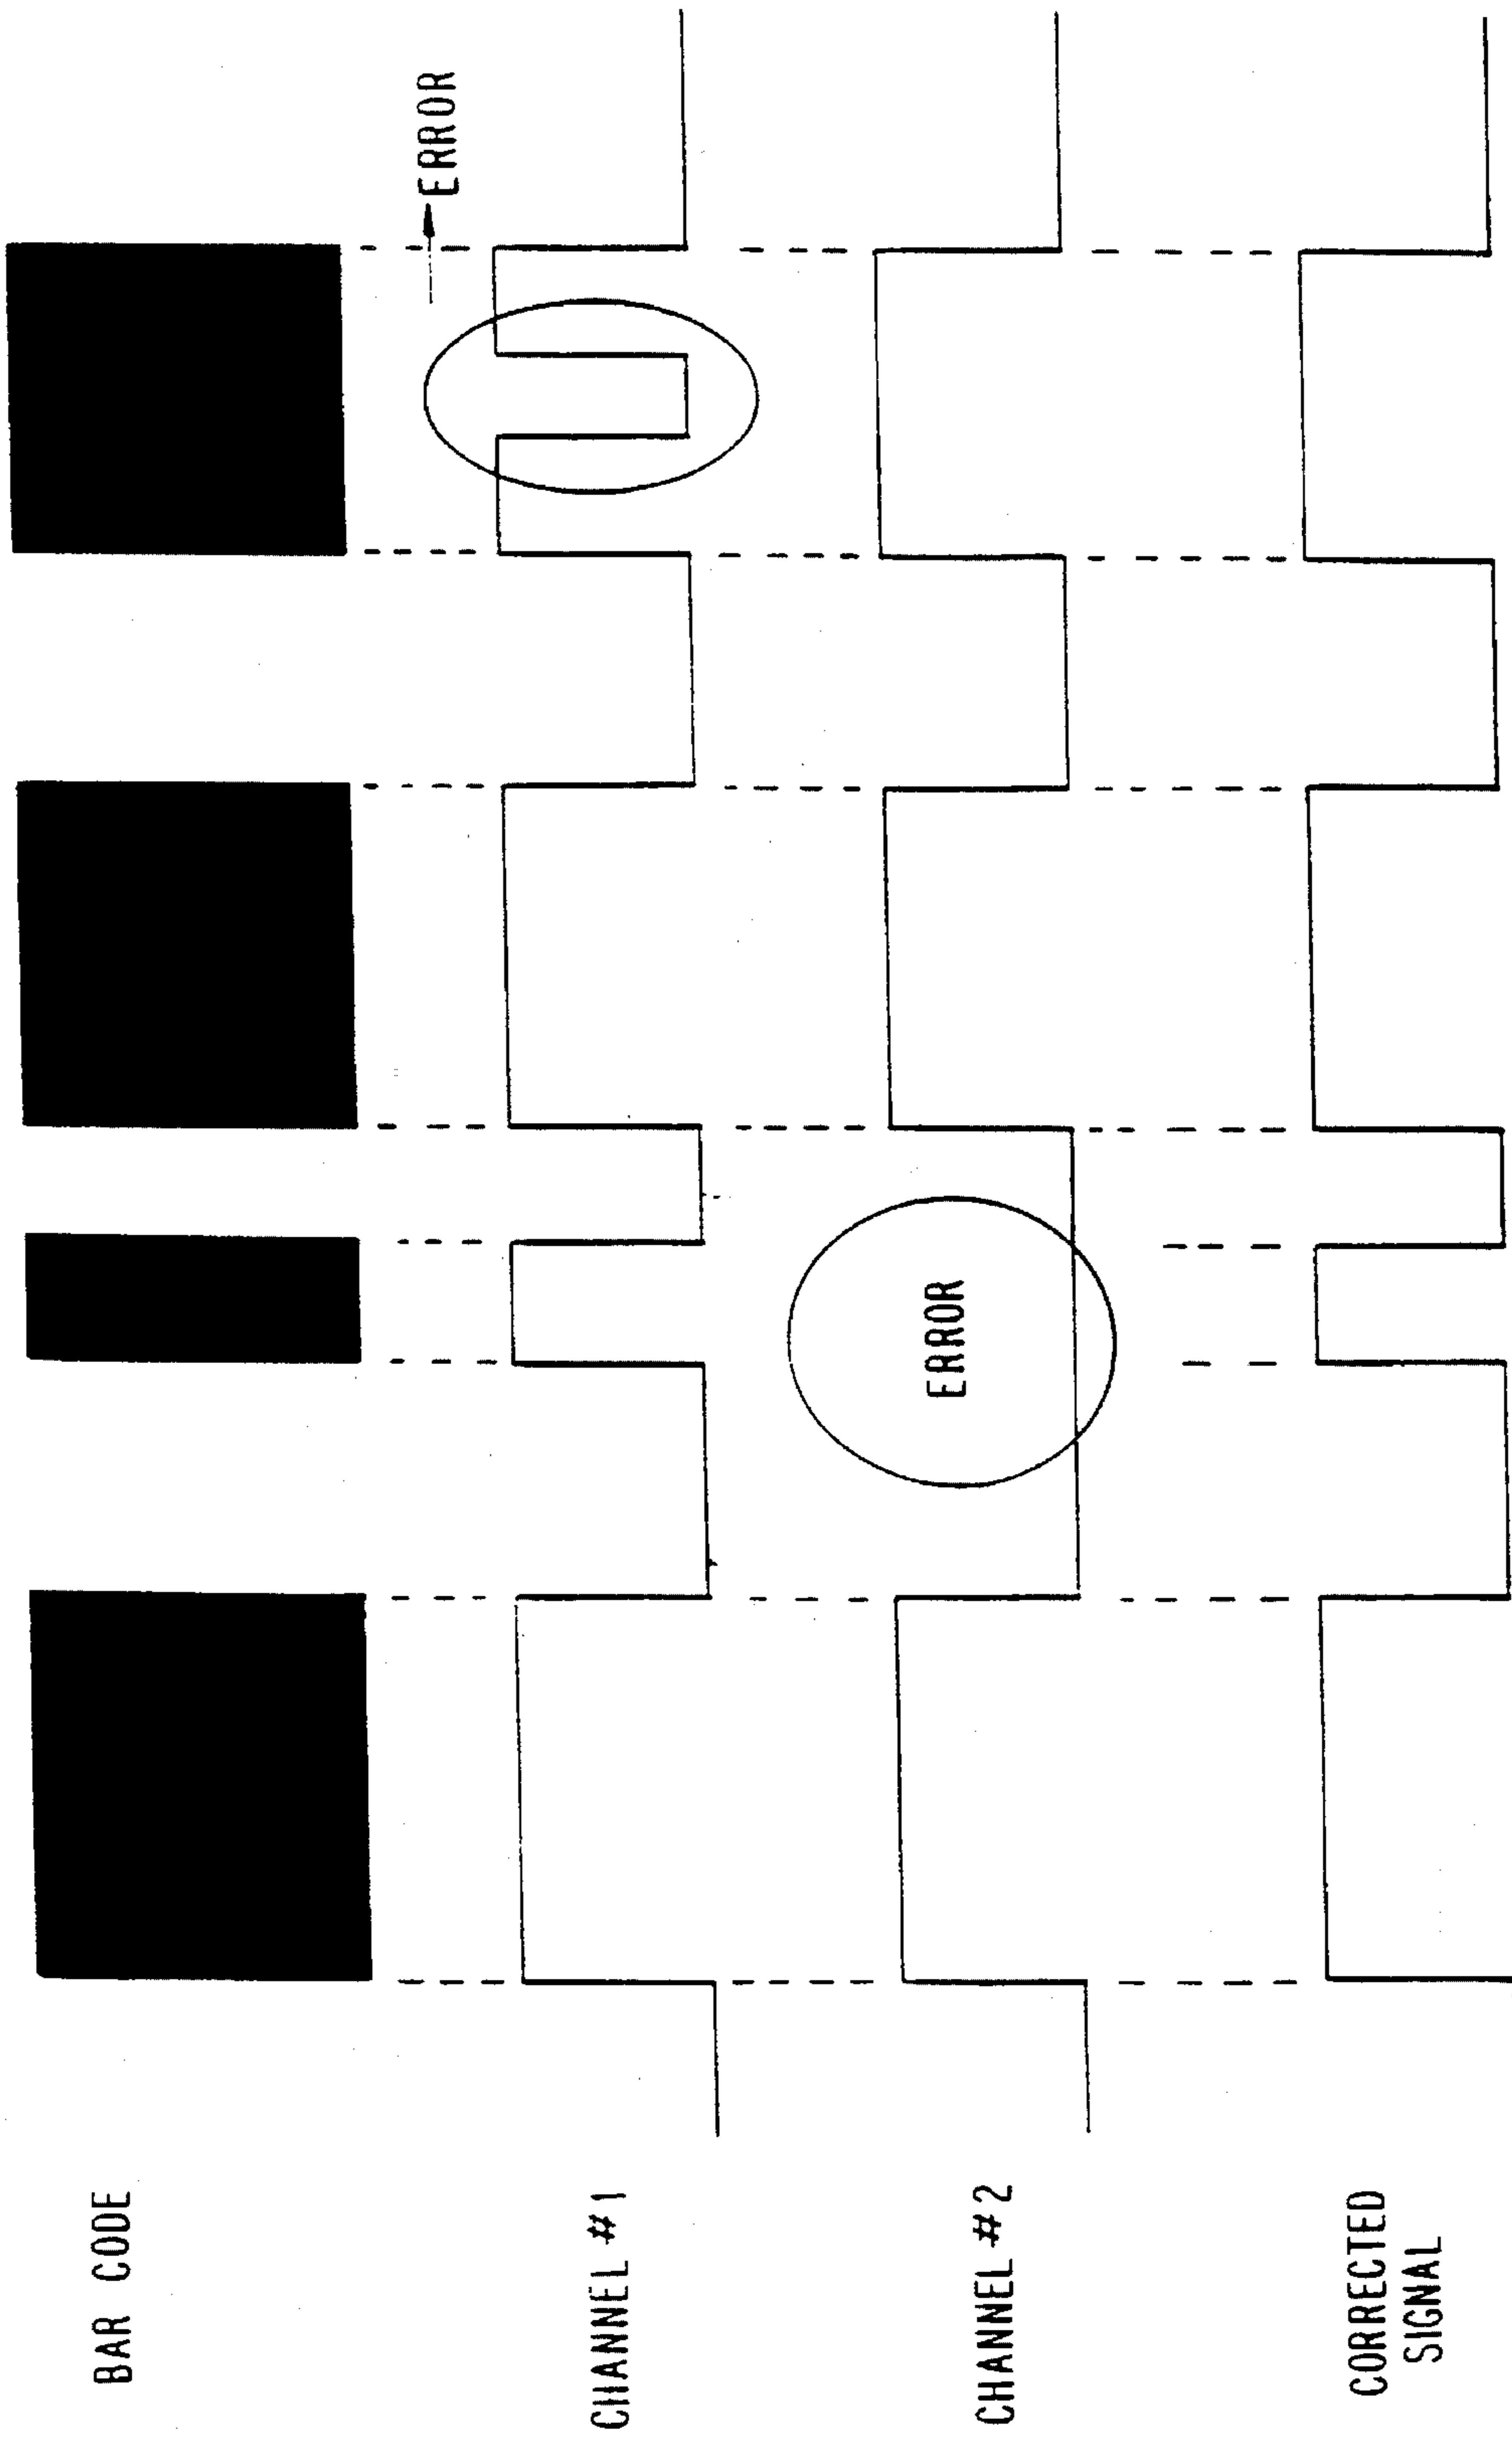 BAR CODE
ERROR
CHANNEL #1
ERROR
CHANNEL #2
CORRECTED
SIGNAL